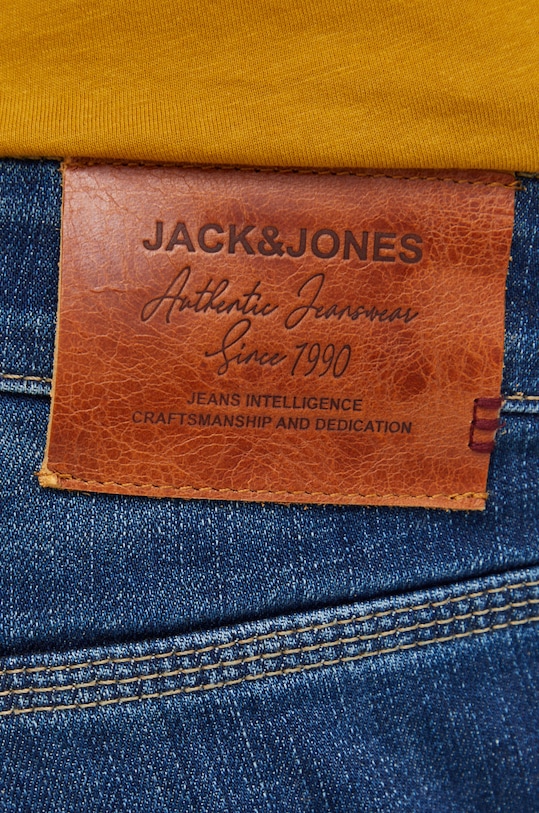 JACK&JONES
Authentic Jeanswear
Since 1990
JEANS INTELLIGENCE
CRAFTSMANSHIP AND DEDICATION